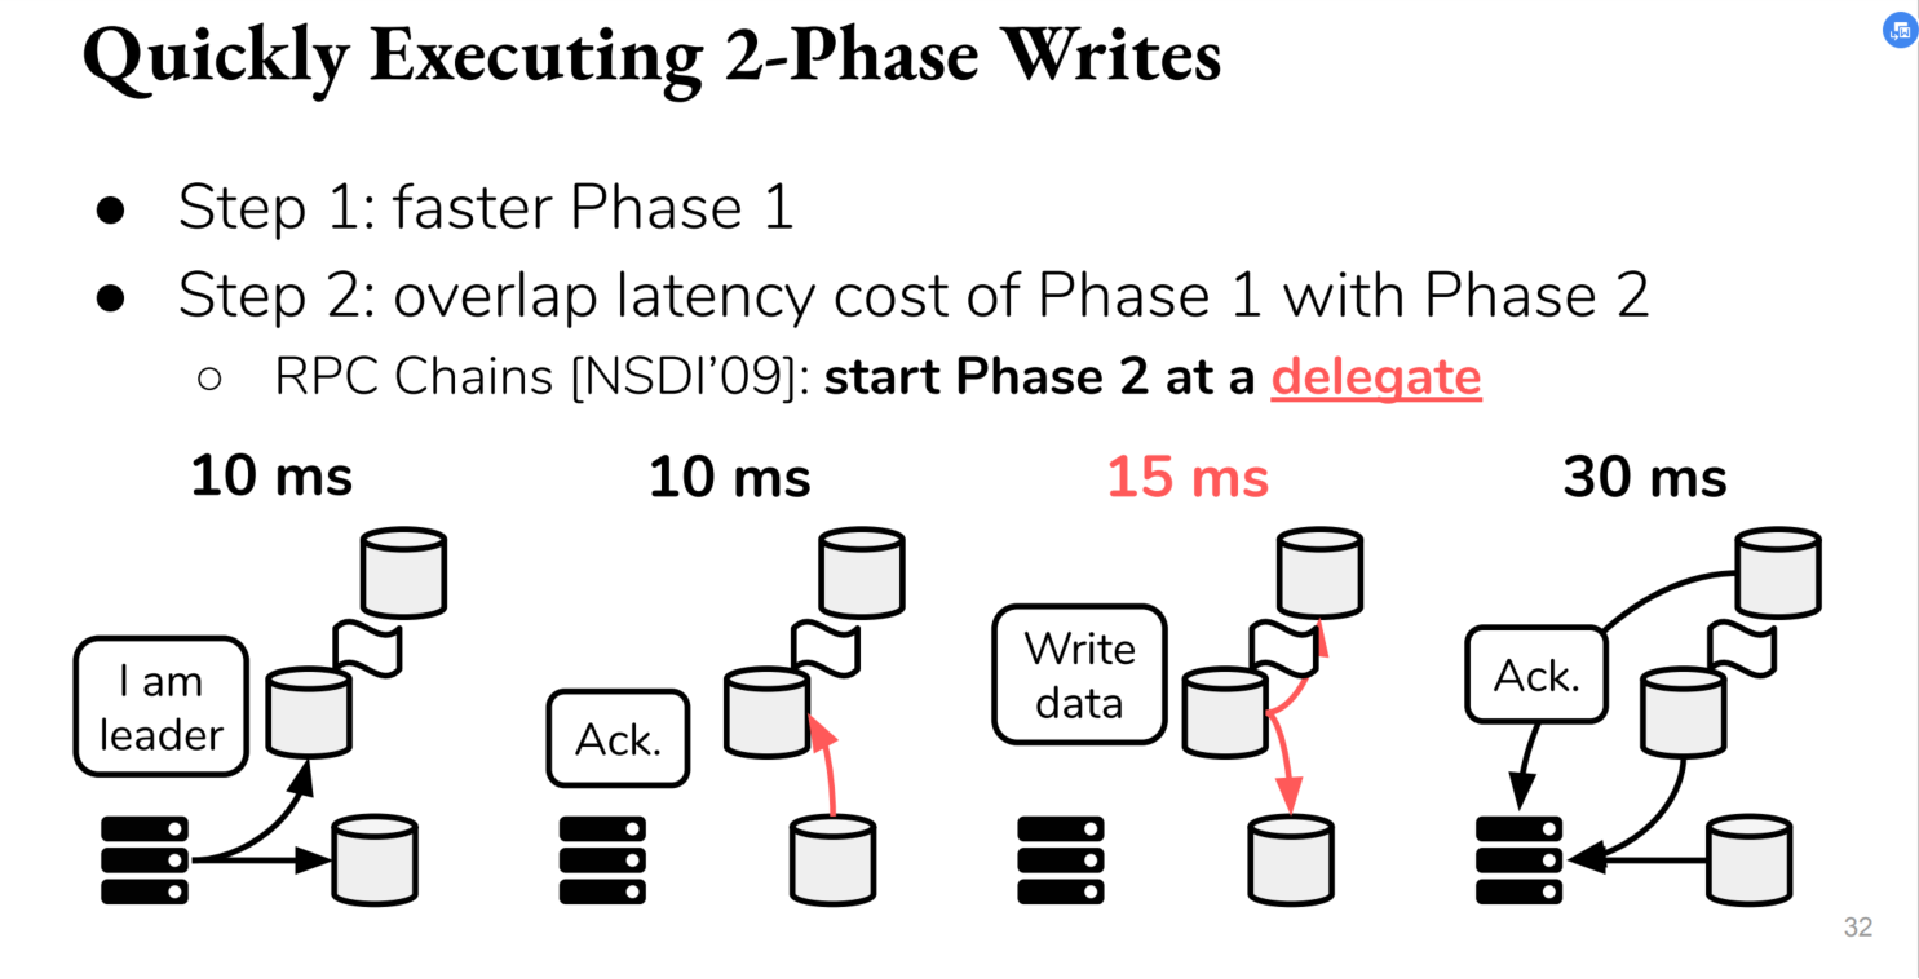 Quickly Executing 2-Phase Writes
● Step 1: faster Phase 1
● Step 2: overlap latency cost of Phase 1 with Phase 2
○ RPC Chains [NSDI’09]: start Phase 2 at a delegate
10 ms
10 ms
15 ms
30 ms
I am
leader
Ack.
Write
data
Ack.
32